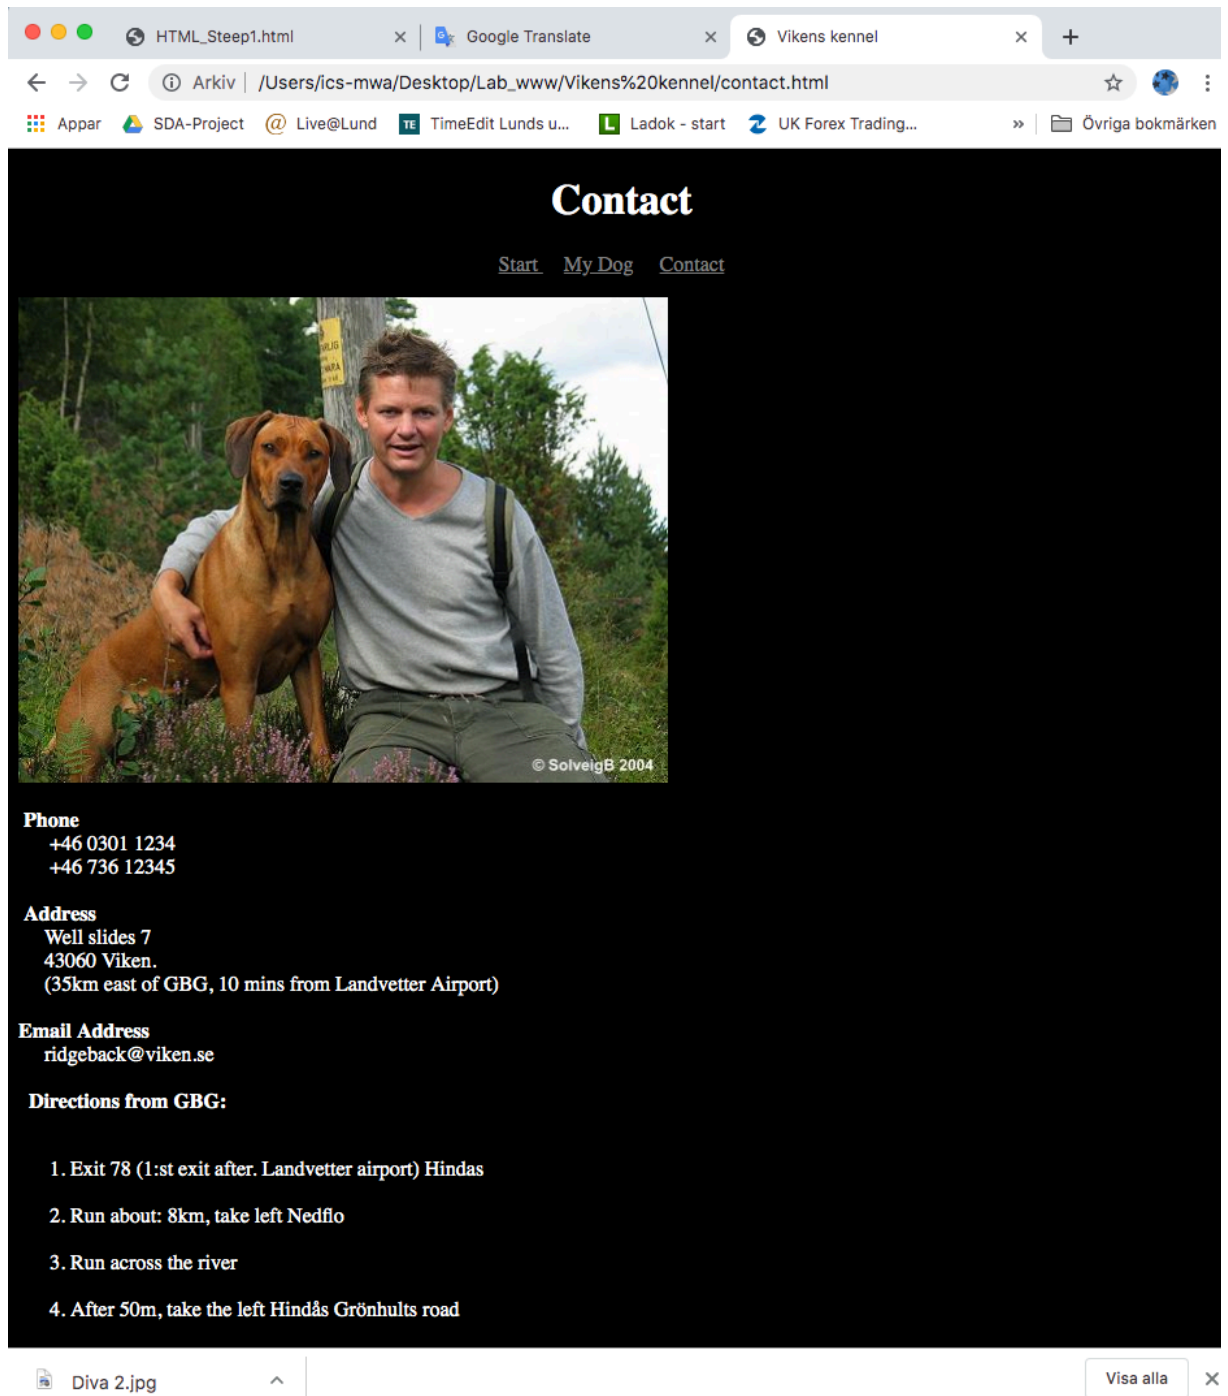 HTML_Steep1.html
Google Translate
Vikens kennel
Arkiv
/Users/ics-mwa/Desktop/Lab_www/Vikens%20kennel/contact.html
Appar
SDA-Project
@ Live@Lund
TE TimeEdit Lunds u...
L Ladok - start
UK Forex Trading...
»
Övriga bokmärken
Contact
Start My Dog Contact
© SolveigB 2004
Phone
+46 0301 1234
+46 736 12345
Address
Well slides 7
43060 Viken.
(35km east of GBG, 10 mins from Landvetter Airport)
Email Address
ridgeback@viken.se
Directions from GBG:
1. Exit 78 (1:st exit after. Landvetter airport) Hindas
2. Run about: 8km, take left Nedflo
3. Run across the river
4. After 50m, take the left Hindås Grönhults road
Diva 2.jpg
Visa alla